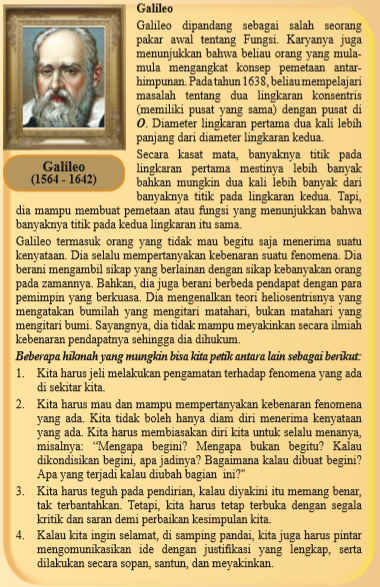 Galileo
Galileo dipandang sebagai salah seorang
pakar awal tentang Fungsi. Karyanya juga
menunjukkan bahwa beliau orang yang mula-
mula mengangkat konsep pemetaan antar-
himpunan. Pada tahun 1638, beliau mempelajari
masalah tentang dua lingkaran konsentris
(memiliki pusat yang sama) dengan pusat di
O. Diameter lingkaran pertama dua kali lebih
panjang dari diameter lingkaran kedua.
Secara kasat mata, banyaknya titik pada
lingkaran pertama mestinya lebih banyak
bahkan mungkin dua kali lebih banyak dari
banyaknya titik pada lingkaran kedua. Tapi,
Galileo
(1564 - 1642)
dia mampu membuat pemetaan atau fungsi yang menunjukkan bahwa
banyaknya titik pada kedua lingkaran itu sama.
Galileo termasuk orang yang tidak mau begitu saja menerima suatu
kenyataan. Dia selalu mempertanyakan kebenaran suatu fenomena. Dia
berani mengambil sikap yang berlainan dengan sikap kebanyakan orang
pada zamannya. Bahkan, dia juga berani berbeda pendapat dengan para
pemimpin yang berkuasa. Dia mengenalkan teori heliosentrisnya yang
mengatakan bumilah yang mengitari matahari, bukan matahari yang
mengitari bumi. Sayangnya, dia tidak mampu meyakinkan secara ilmiah
kebenaran pendapatnya sehingga dia dihukum.
Beberapa hikmah yang mungkin bisa kita petik antara lain sebagai berikut:
1. Kita harus jeli melakukan pengamatan terhadap fenomena yang ada
di sekitar kita.
2. Kita harus mau dan mampu mempertanyakan kebenaran fenomena
yang ada. Kita tidak boleh hanya diam diri menerima kenyataan
yang ada. Kita harus membiasakan diri kita untuk selalu menanya,
misalnya: “Mengapa begini? Mengapa bukan begitu? Kalau
dikondisikan begini, apa jadinya? Bagaimana kalau dibuat begini?
Apa yang terjadi kalau diubah bagian ini?"
3. Kita harus teguh pada pendirian, kalau diyakini itu memang benar,
tak terbantahkan. Tetapi, kita harus tetap terbuka dengan segala
kritik dan saran demi perbaikan kesimpulan kita.
4. Kalau kita ingin selamat, di samping pandai, kita juga harus pintar
mengomunikasikan ide dengan justifikasi yang lengkap, serta
dilakukan secara sopan, santun, dan meyakinkan.